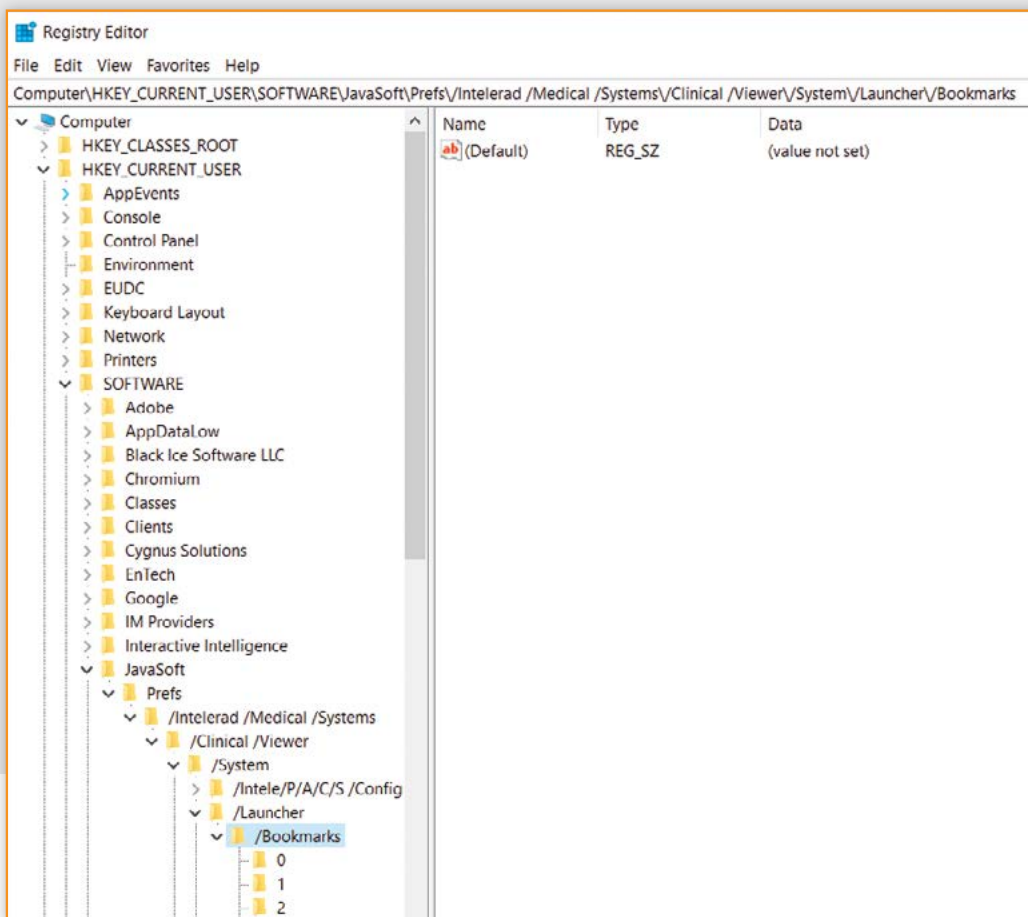 Registry Editor
File Edit View Favorites Help
Computer\HKEY_CURRENT_USER\SOFTWARE\JavaSoft\Prefs\/Intelerad /Medical /Systems\/Clinical /Viewer\/System\/Launcher\/Bookmarks
Computer
HKEY_CLASSES_ROOT
HKEY_CURRENT_USER
AppEvents
Console
Control Panel
Environment
EUDC
Keyboard Layout
Network
Printers
SOFTWARE
Adobe
AppDataLow
Black Ice Software LLC
Chromium
Classes
Clients
Cygnus Solutions
EnTech
Google
IM Providers
Interactive Intelligence
JavaSoft
Prefs
/Intelerad /Medical /Systems
/Clinical /Viewer
/System
/Intele/P/A/C/S /Config
/Launcher
/Bookmarks
0
1
2
Name Type Data
ab (Default) REG_SZ (value not set)